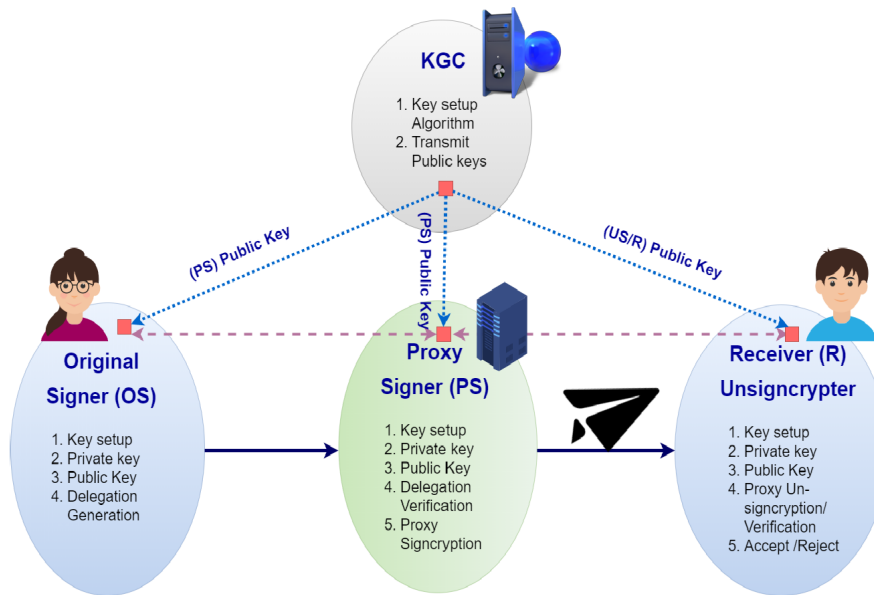 KGC
1. Key setup
Algorithm
2. Transmit
Public keys
(PS) Public Key
(PS) Public Key
(US/R) Public Key
Original
Signer (OS)
1. Key setup
2. Private key
3. Public Key
4. Delegation
Generation
Proxy
Signer (PS)
1. Key setup
2. Private key
3. Public Key
4. Delegation
Verification
5. Proxy
Signcryption
Receiver (R)
Unsigncrypter
1. Key setup
2. Private key
3. Public Key
4. Proxy Un-
signcryption/
Verification
5. Accept /Reject